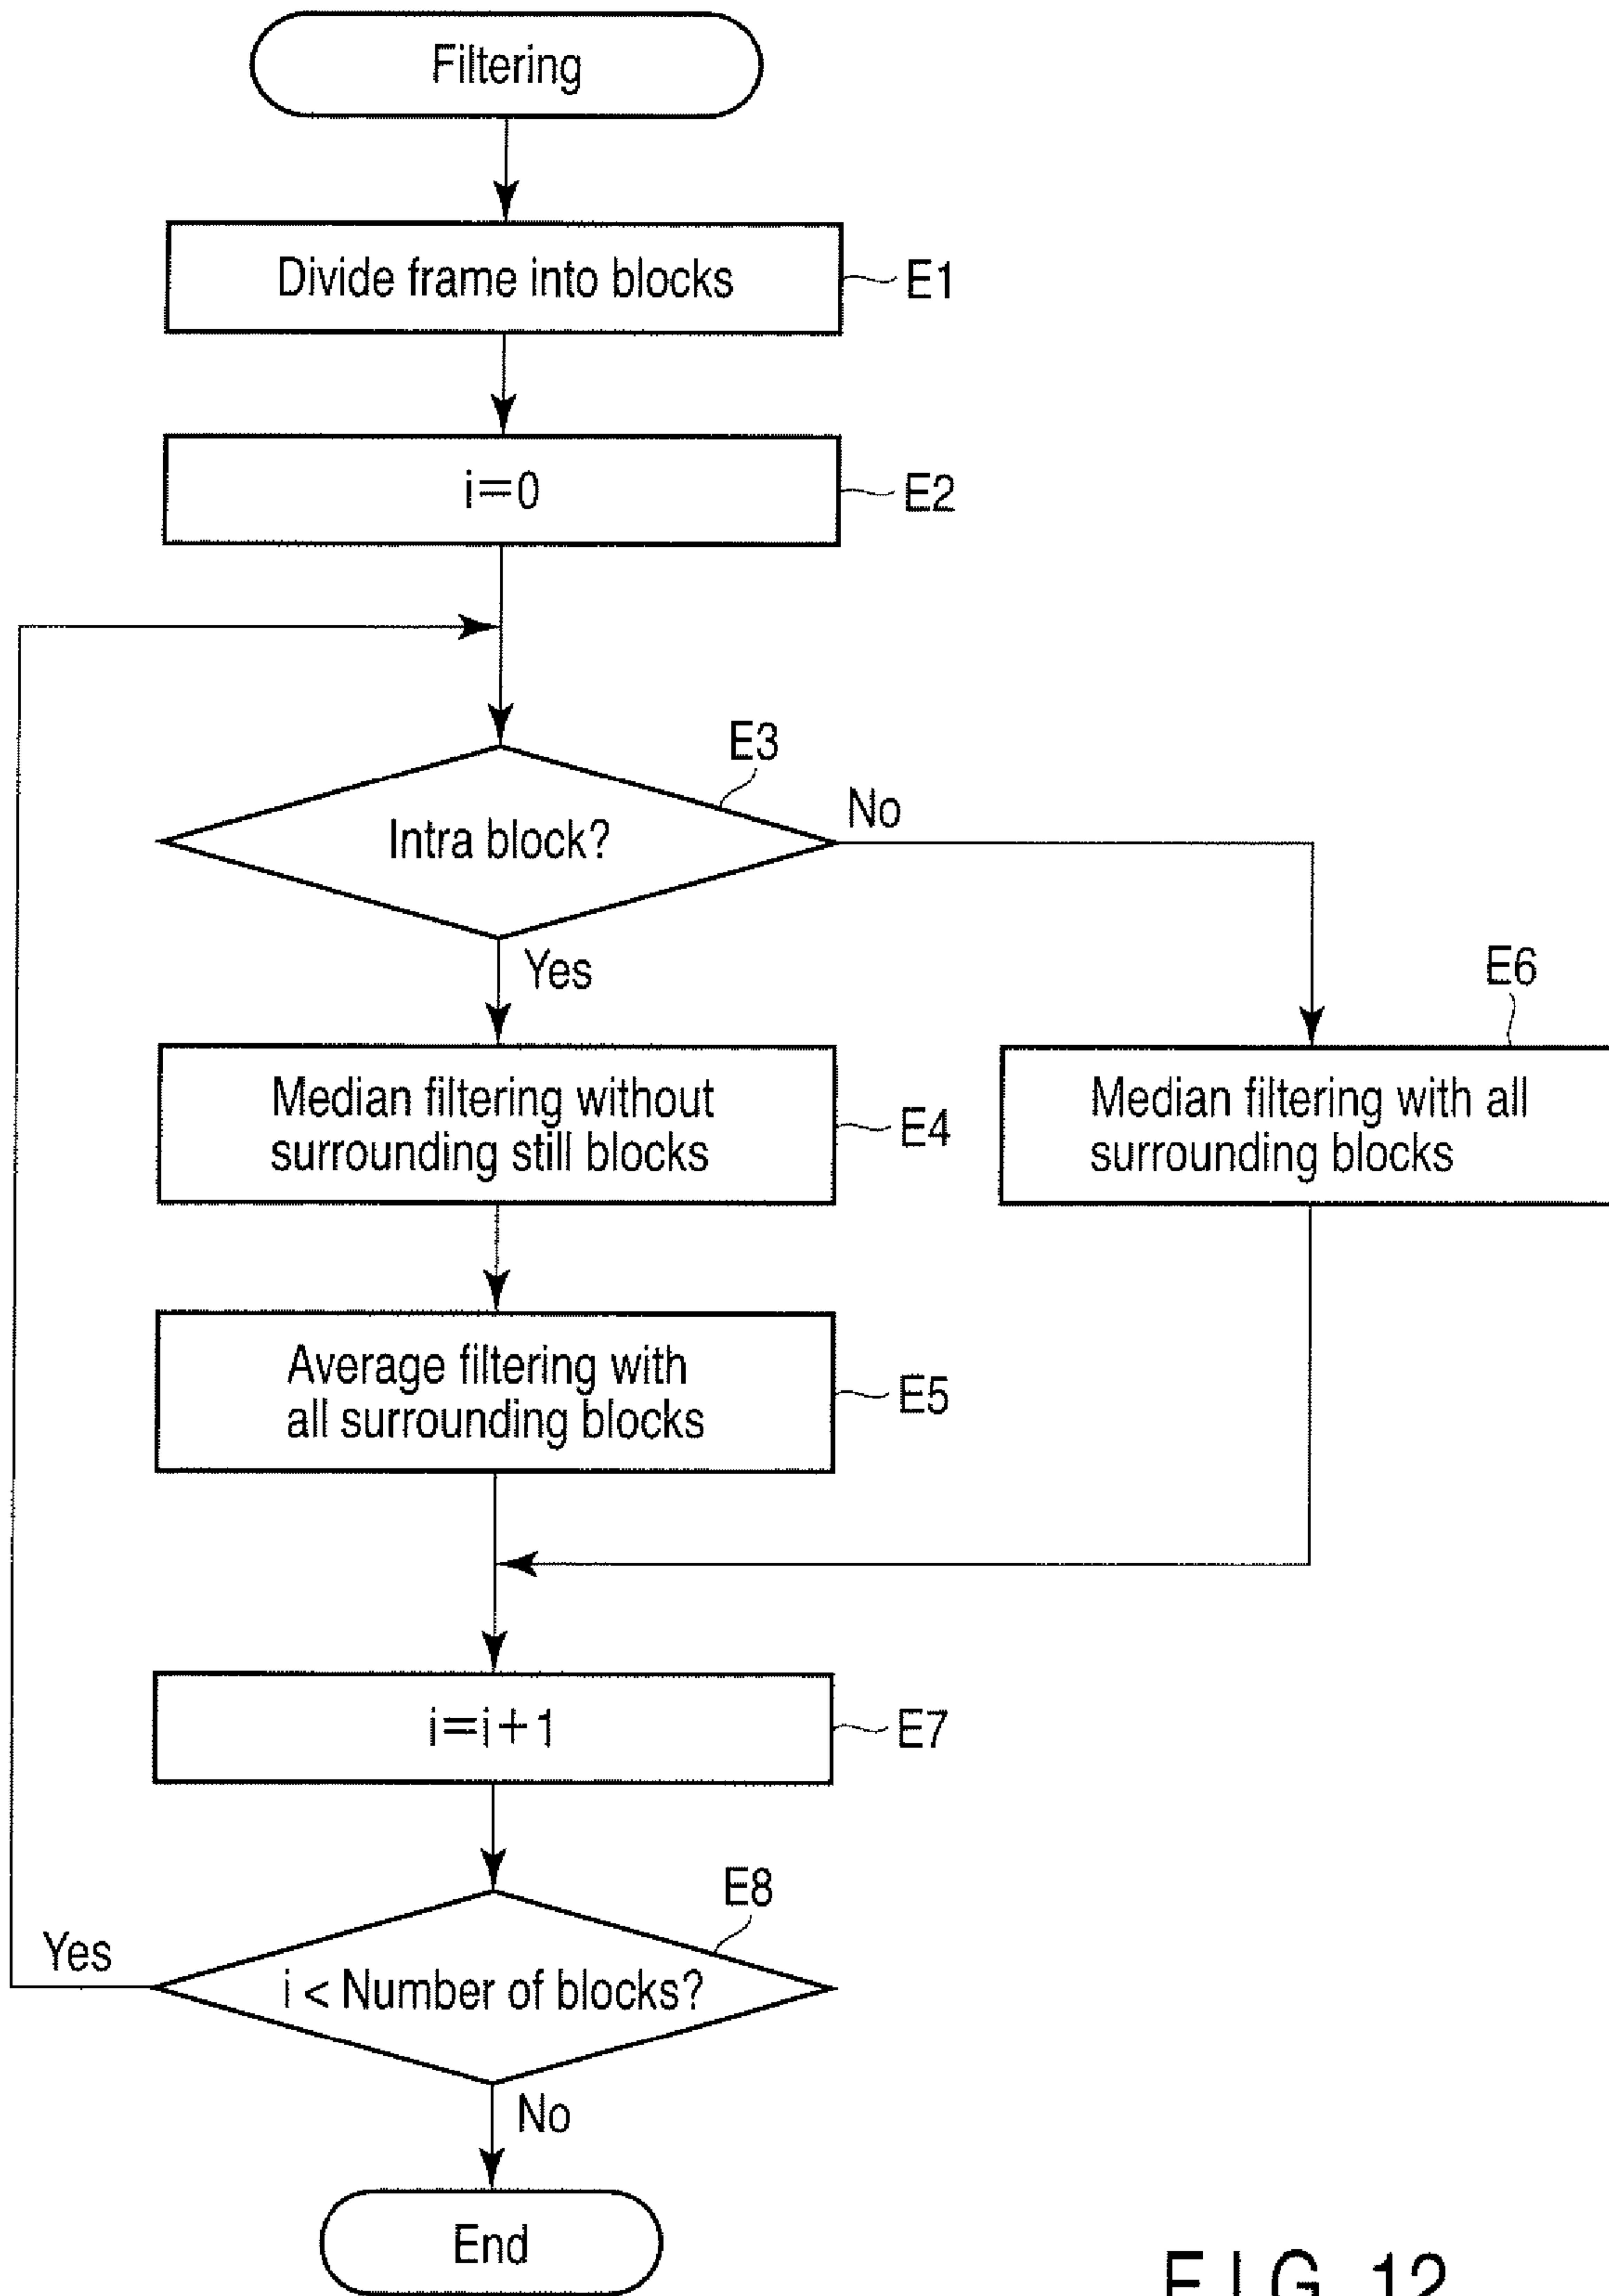 Filtering
Divide frame into blocks
E1
i=0
E2
E3
Intra block?
No
Yes
E6
Median filtering without
surrounding still blocks
E4
Median filtering with all
surrounding blocks
Average filtering with
all surrounding blocks
E5
i=i+1
E7
E8
Yes
i < Number of blocks?
No
End
FIG. 12